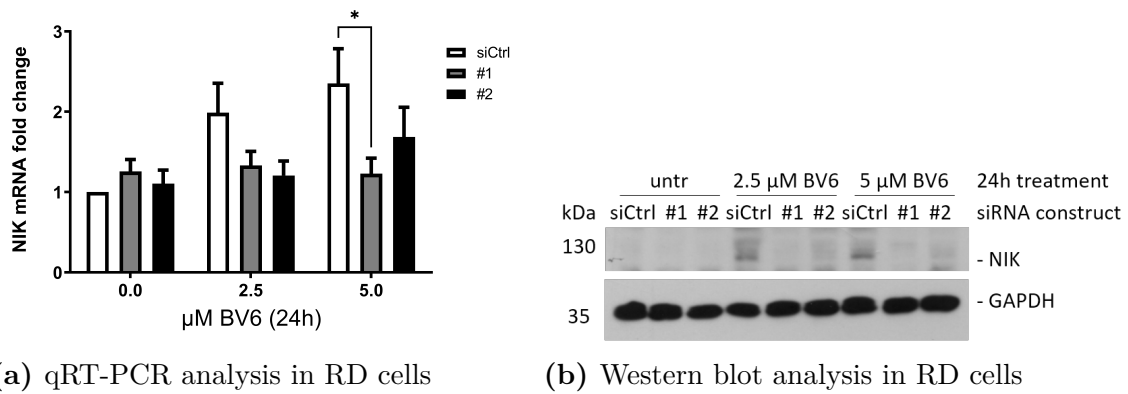 *
NIK mRNA fold change
3
2
1
0
0.0 2.5 5.0
µM BV6 (24h)
siCtrl
#1
#2
untr 2.5 µM BV6 5 µM BV6 24h treatment
kDa siCtrl #1 #2 siCtrl #1 #2 siCtrl #1 #2 siRNA construct
130 - NIK
- GAPDH
35
a) qRT-PCR analysis in RD cells
(b) Western blot analysis in RD cells